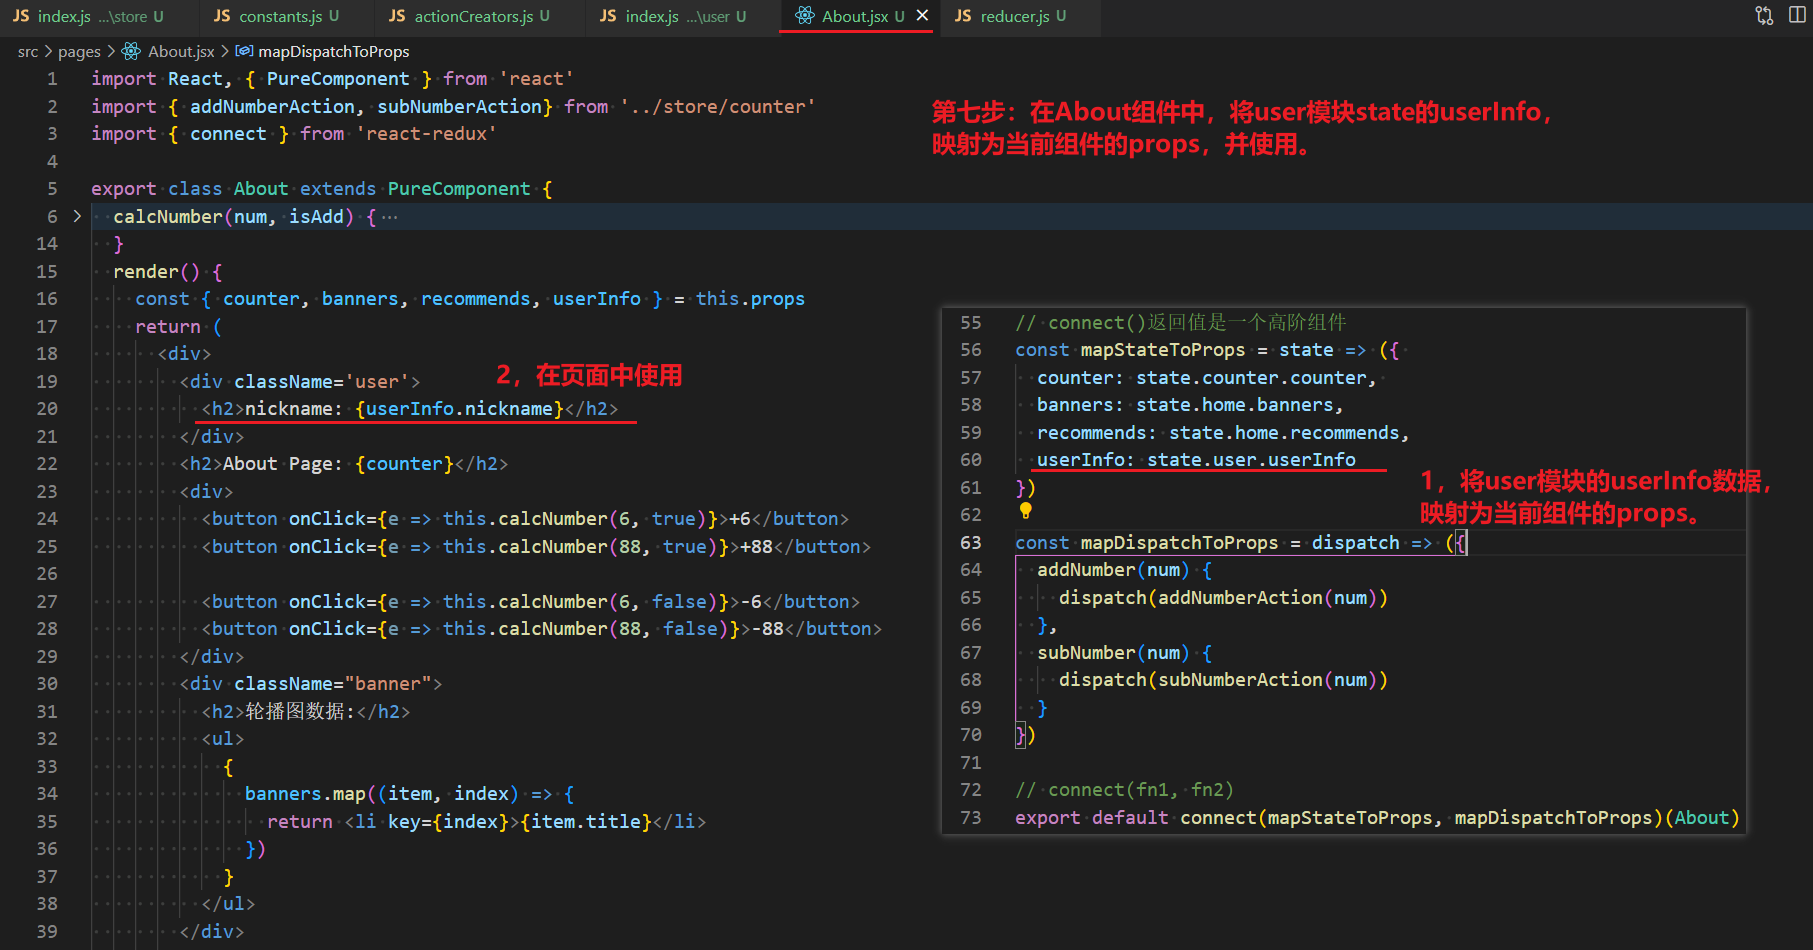 JS index.js ...\store U
JS constants.js U
JS actionCreators.js U
JS index.js ...\user U
About.jsx U
JS reducer.js U
src > pages > About.jsx > mapDispatchToProps
1 import React, { PureComponent } from 'react'
2 import { addNumberAction, subNumberAction} from '../store/counter'
3 import { connect } from 'react-redux'
4
5 export class About extends PureComponent {
6 calcNumber(num, isAdd) { ...
14 }
15 render() {
16 const { counter, banners, recommends, userInfo } = this.props
17 return (
18 <div>
19 <div className='user'>
20 <h2>nickname: {userInfo.nickname}</h2>
21 </div>
22 <h2>About Page: {counter}</h2>
23 <div>
24 <button onClick={e => this.calcNumber(6, true)}>+6</button>
25 <button onClick={e => this.calcNumber(88, true)}>+88</button>
26
27 <button onClick={e => this.calcNumber(6, false)}>-6</button>
28 <button onClick={e => this.calcNumber(88, false)}>-88</button>
29 </div>
30 <div className="banner">
31 <h2>轮播图数据:</h2>
32 <ul>
33 {
34 banners.map((item, index) => {
35 return <li key={index}>{item.title}</li>
36 })
37 }
38 </ul>
39 </div>
第七步：在About组件中，将user模块state的userInfo，
映射为当前组件的props，并使用。
2，在页面中使用
55 // connect()返回值是一个高阶组件
56 const mapStateToProps = state => ({
57 counter: state.counter.counter,
58 banners: state.home.banners,
59 recommends: state.home.recommends,
60 userInfo: state.user.userInfo
61 })
62
63 const mapDispatchToProps = dispatch => ({
64 addNumber(num) {
65 dispatch(addNumberAction(num))
66 },
67 subNumber(num) {
68 dispatch(subNumberAction(num))
69 }
70 })
71
72 // connect(fn1, fn2)
73 export default connect(mapStateToProps, mapDispatchToProps)(About)
1，将user模块的userInfo数据，
映射为当前组件的props。